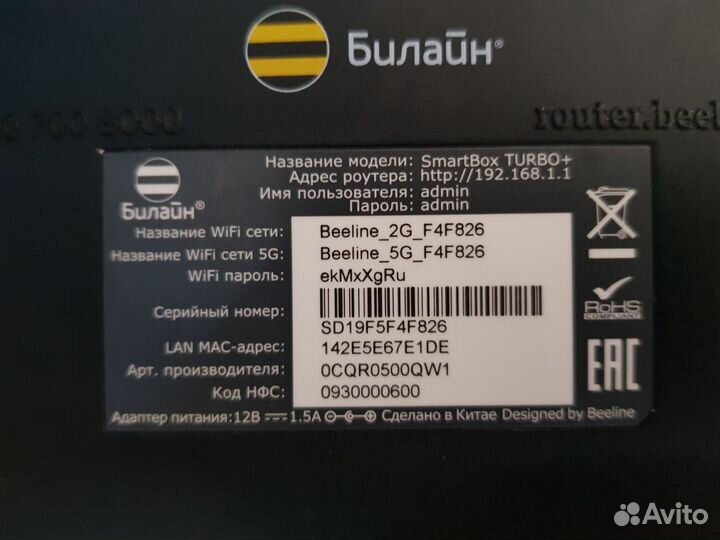 Билайн®
router.beel
Билайн®
Название модели: SmartBox TURBO+
Адрес роутера: http://192.168.1.1
Имя пользователя: admin
Пароль: admin
Название WiFi сети: Beeline_2G_F4F826
Название WiFi сети 5G: Beeline_5G_F4F826
WiFi пароль: ekMxXgRu
Серийный номер: SD19F5F4F826
LAN MAC-адрес: 142E5E67E1DE
Арт. производителя: 0CQR0500QW1
Код НФС: 0930000600
Адаптер питания:12В 1.5А Сделано в Китае Designed by Beeline
RoHS
COMPLIANT
EAC
Avito